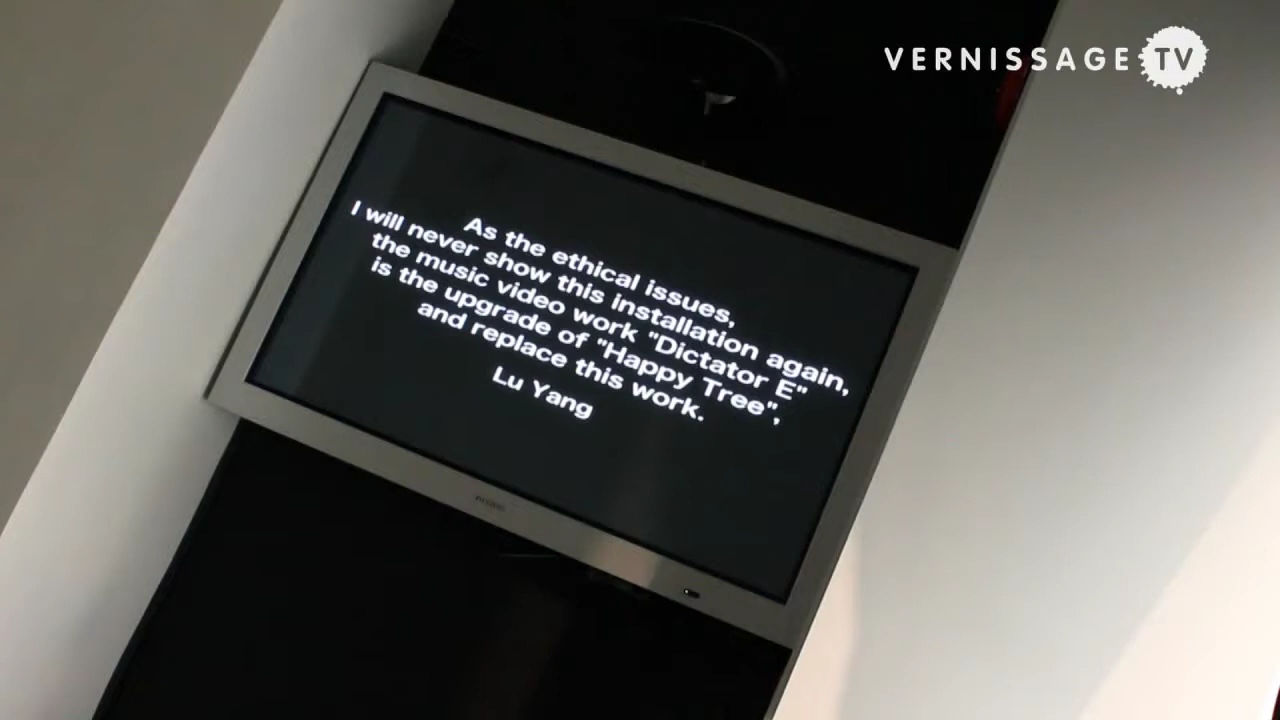 VERNISSAGE TV
As the ethical issues,
I will never show this installation again,
the music video work "Dictator E"
is the upgrade of "Happy Tree",
and replace this work.
Lu Yang